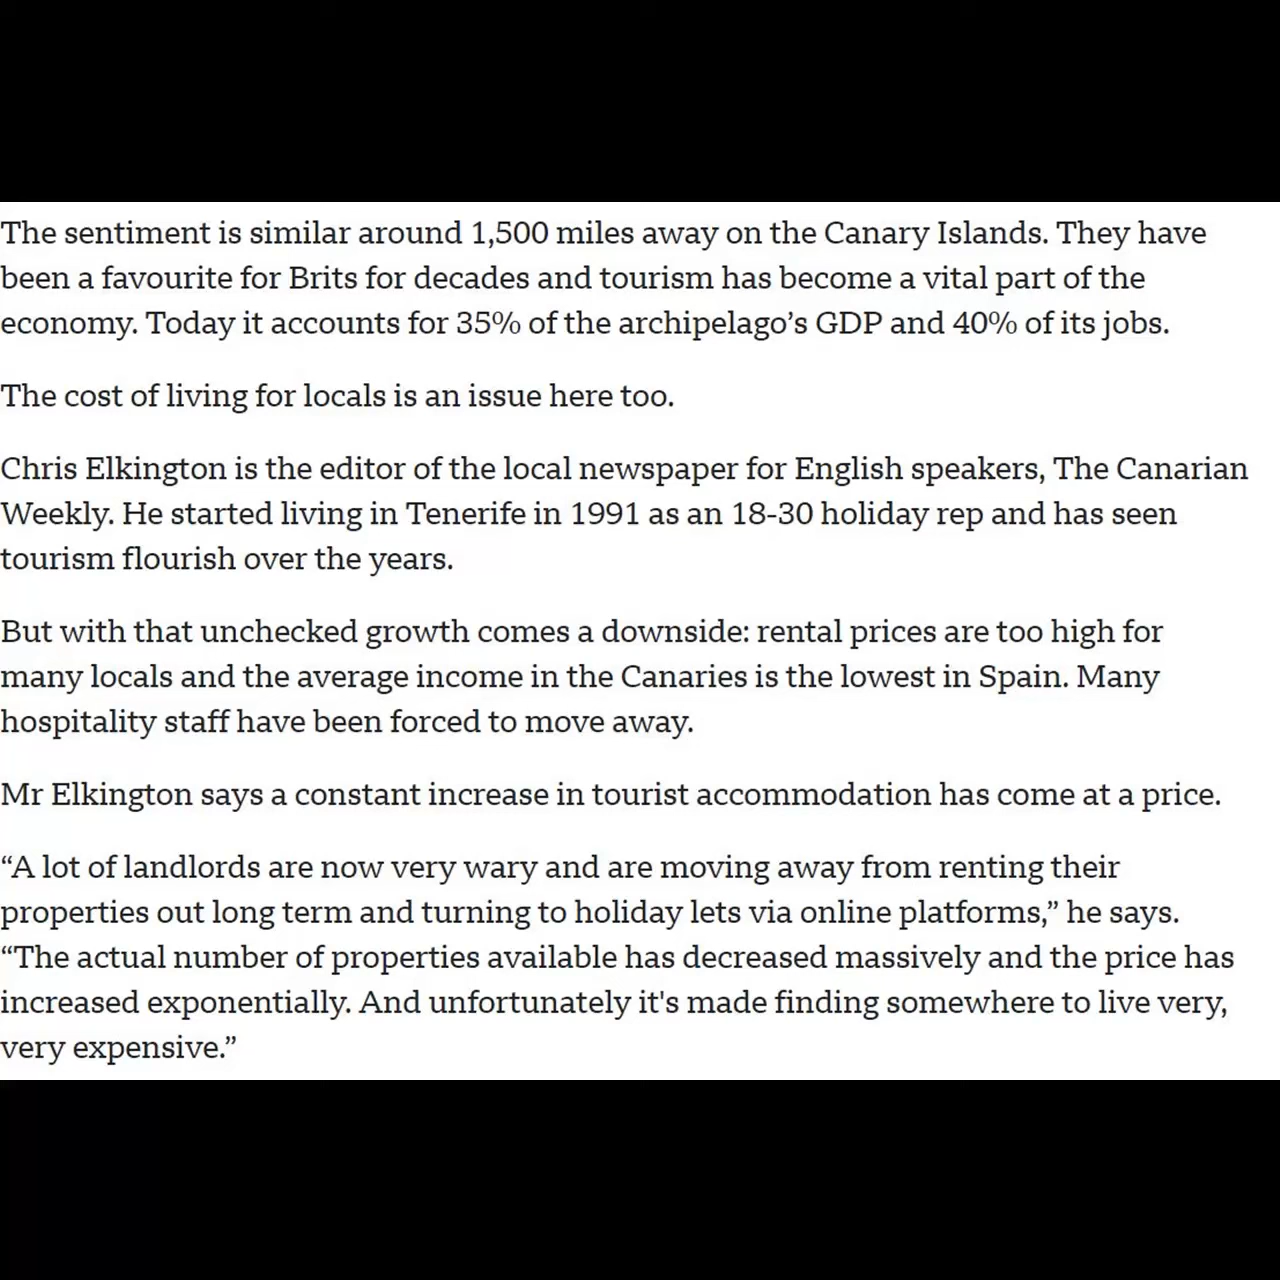 The sentiment is similar around 1,500 miles away on the Canary Islands. They have
been a favourite for Brits for decades and tourism has become a vital part of the
economy. Today it accounts for 35% of the archipelago’s GDP and 40% of its jobs.
The cost of living for locals is an issue here too.
Chris Elkington is the editor of the local newspaper for English speakers, The Canarian
Weekly. He started living in Tenerife in 1991 as an 18-30 holiday rep and has seen
tourism flourish over the years.
But with that unchecked growth comes a downside: rental prices are too high for
many locals and the average income in the Canaries is the lowest in Spain. Many
hospitality staff have been forced to move away.
Mr Elkington says a constant increase in tourist accommodation has come at a price.
“A lot of landlords are now very wary and are moving away from renting their
properties out long term and turning to holiday lets via online platforms,” he says.
“The actual number of properties available has decreased massively and the price has
increased exponentially. And unfortunately it's made finding somewhere to live very,
very expensive.”